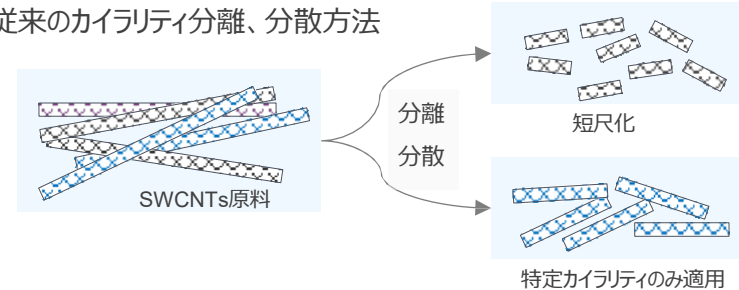 従来のカイラリティ分離、分散方法
SWCNTs原料
分離
分散
短尺化
特定カイラリティのみ適用